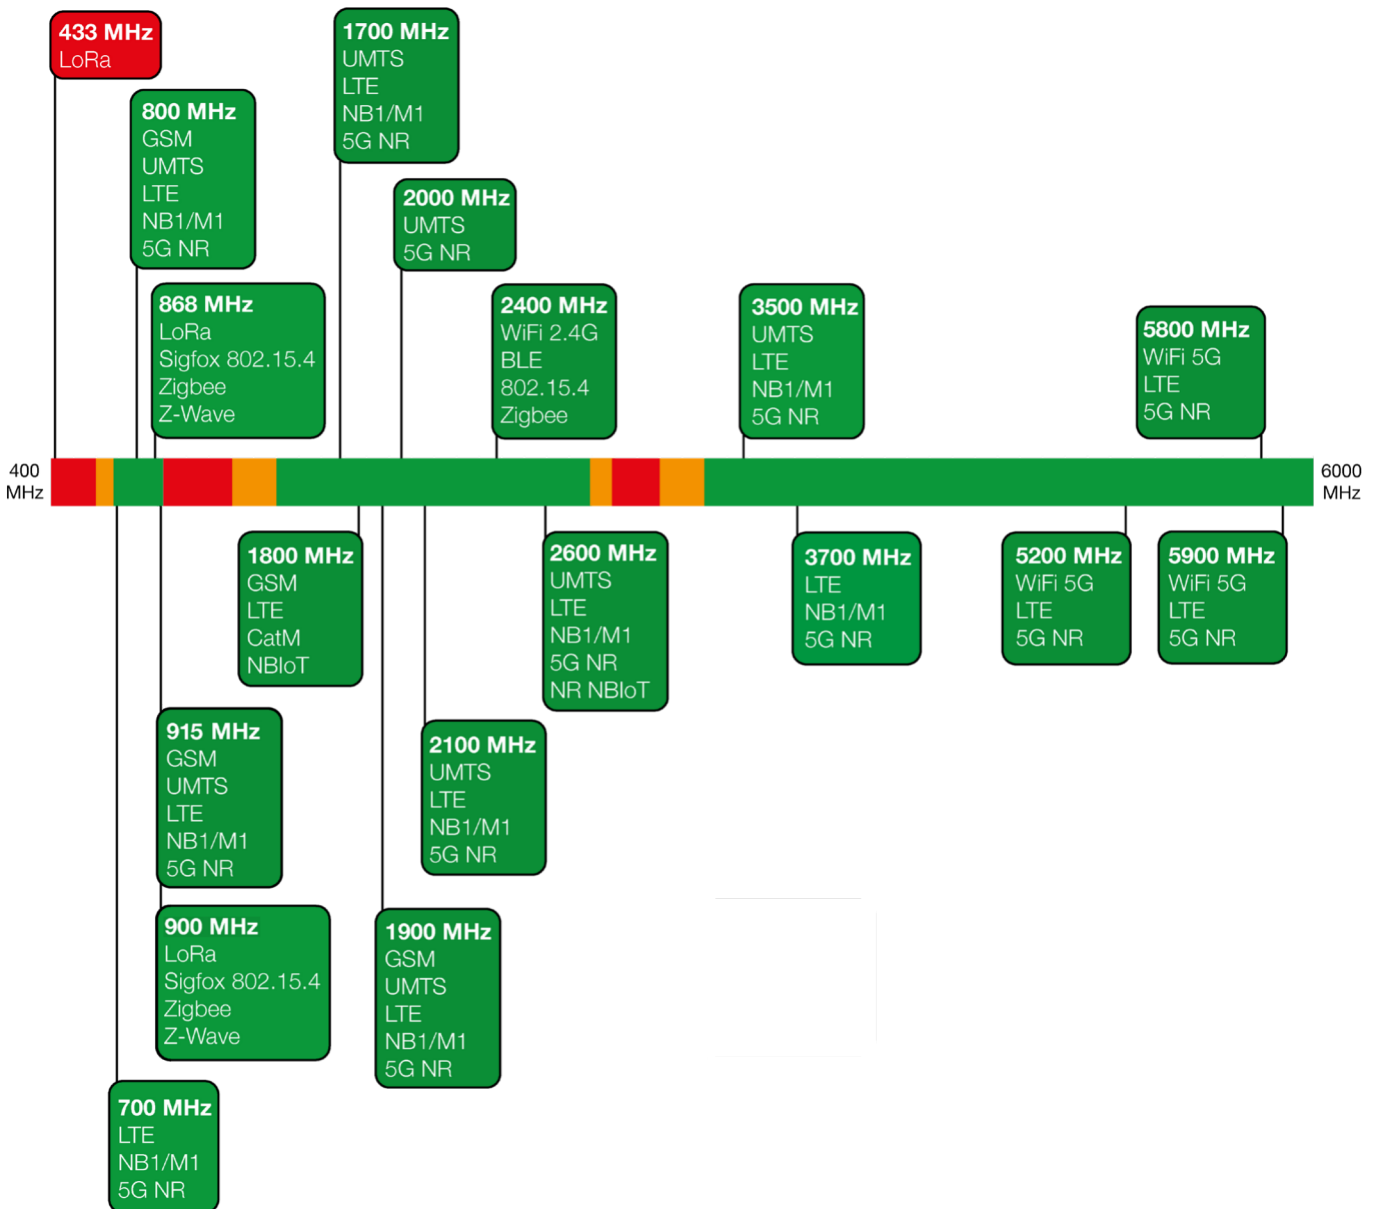 433 MHz
LoRa
1700 MHz
UMTS
LTE
NB1/M1
5G NR
800 MHz
GSM
UMTS
LTE
NB1/M1
5G NR
2000 MHz
UMTS
5G NR
868 MHz
LoRa
Sigfox 802.15.4
Zigbee
Z-Wave
2400 MHz
WiFi 2.4G
BLE
802.15.4
Zigbee
3500 MHz
UMTS
LTE
NB1/M1
5G NR
5800 MHz
WiFi 5G
LTE
5G NR
400
MHz
6000
MHz
1800 MHz
GSM
LTE
CatM
NBIoT
2600 MHz
UMTS
LTE
NB1/M1
5G NR
NR NBIoT
3700 MHz
LTE
NB1/M1
5G NR
5200 MHz
WiFi 5G
LTE
5G NR
5900 MHz
WiFi 5G
LTE
5G NR
915 MHz
GSM
UMTS
LTE
NB1/M1
5G NR
2100 MHz
UMTS
LTE
NB1/M1
5G NR
900 MHz
LoRa
Sigfox 802.15.4
Zigbee
Z-Wave
1900 MHz
GSM
UMTS
LTE
NB1/M1
5G NR
700 MHz
LTE
NB1/M1
5G NR